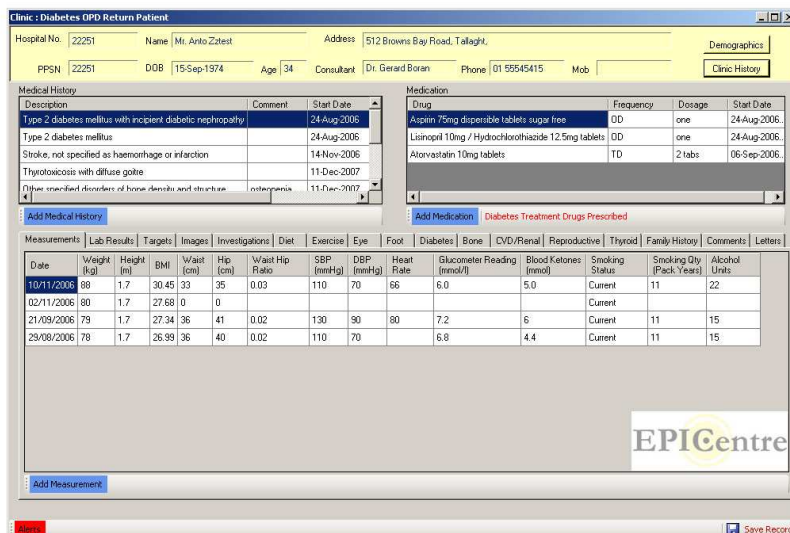 Clinic : Diabetes OPD Return Patient
Hospital No. 22251 Name Mr. Anto Zztest Address 512 Browns Bay Road, Tallaght, Demographics
PPSN 22251 DOB 15-Sep-1974 Age 34 Consultant Dr. Gerard Boran Phone 01 55545415 Mob Clinic History
Medical History
Description Comment Start Date
Type 2 diabetes mellitus with incipient diabetic nephropathy 24-Aug-2006
Type 2 diabetes mellitus 24-Aug-2006
Stroke, not specified as haemorrhage or infarction 14-Nov-2006
Thyrotoxicosis with diffuse goitre 11-Dec-2007
Other specified disorders of bone density and structure osteopenia 11-Dec-2007
Add Medical History
Medication
Drug Frequency Dosage Start Date
Aspirin 75mg dispersible tablets sugar free OD one 24-Aug-2006..
Lisinopril 10mg / Hydrochlorothiazide 12.5mg tablets OD one 24-Aug-2006..
Atorvastatin 10mg tablets TD 2 tabs 06-Sep-2006..
Add Medication Diabetes Treatment Drugs Prescribed
Measurements Lab Results Targets Images Investigations Diet Exercise Eye Foot Diabetes Bone CVD/Renal Reproductive Thyroid Family History Comments Letters
Date Weight (kg) Height (m) BMI Waist (cm) Hip (cm) Waist Hip Ratio SBP (mmHg) DBP (mmHg) Heart Rate Glucometer Reading (mmol/l) Blood Ketones (mmol) Smoking Status Smoking Qty (Pack Years) Alcohol Units
10/11/2006 88 1.7 30.45 33 35 0.03 110 70 66 6.0 5.0 Current 11 22
02/11/2006 80 1.7 27.68 0 0 Current
21/09/2006 79 1.7 27.34 36 41 0.02 130 90 80 7.2 6 Current 11 15
29/08/2006 78 1.7 26.99 36 40 0.02 110 70 6.8 4.4 Current 11 15
EPICentre
Add Measurement
Alerts Save Record